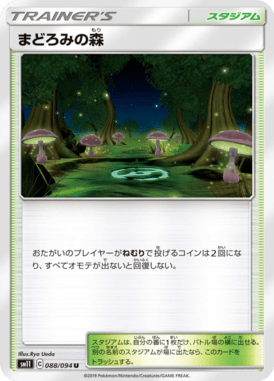 TRAINER'S
スタジアム
まどろみの森
もり
おたがいのプレイヤーがねむりで投げるコインは2回にな
り、すべてオモテが出ないと回復しない。
Illus.Ryo Ueda
sm11 C 088/094 U
スタジアムは、自分の番に1枚だけ、バトル場の横に出せる。
別の名前のスタジアムが場に出たなら、このカードを
トラッシュする。
©2019 Pokémon/Nintendo/Creatures/GAME FREAK.